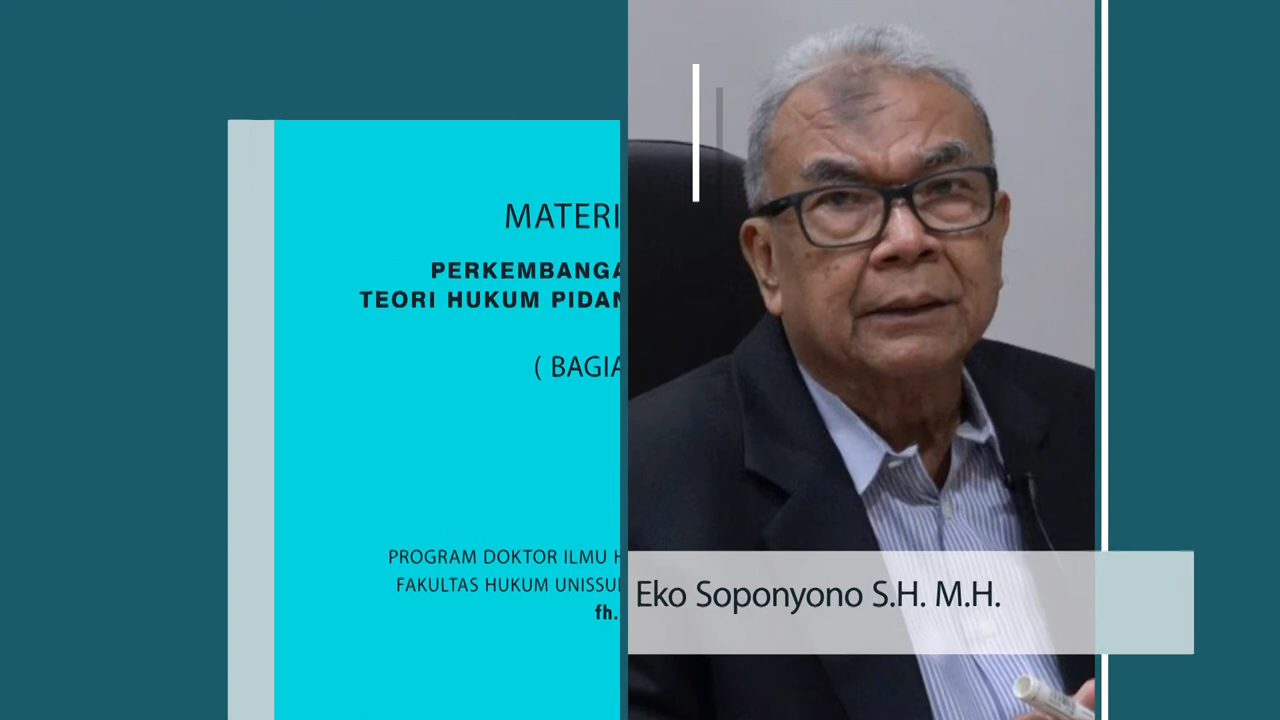 MATERI
PERKEMBANGA
TEORI HUKUM PIDAN
( BAGIA
PROGRAM DOKTOR ILMU H
FAKULTAS HUKUM UNISSU
fh.
Eko Soponyono S.H. M.H.